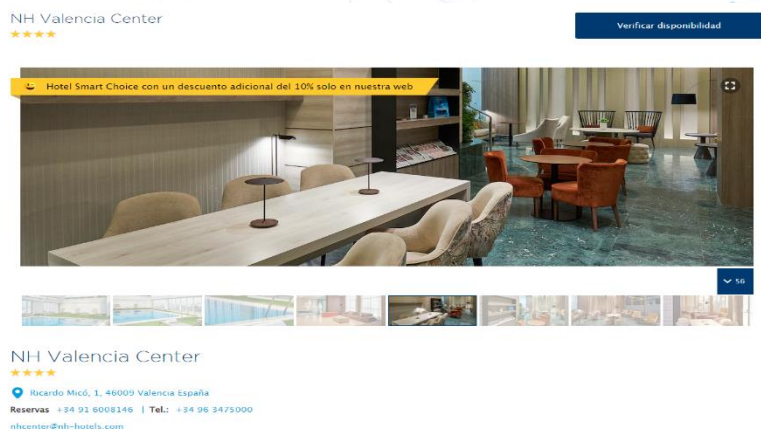 NH Valencia Center
Verificar disponibilidad
Hotel Smart Choice con un descuento adicional del 10% solo en nuestra web
56
NH Valencia Center
Ricardo Micó, 1, 46009 Valencia España
Reservas +34 91 6008146 | Tel.: +34 96 3475000
nhcenter@nh-hotels.com